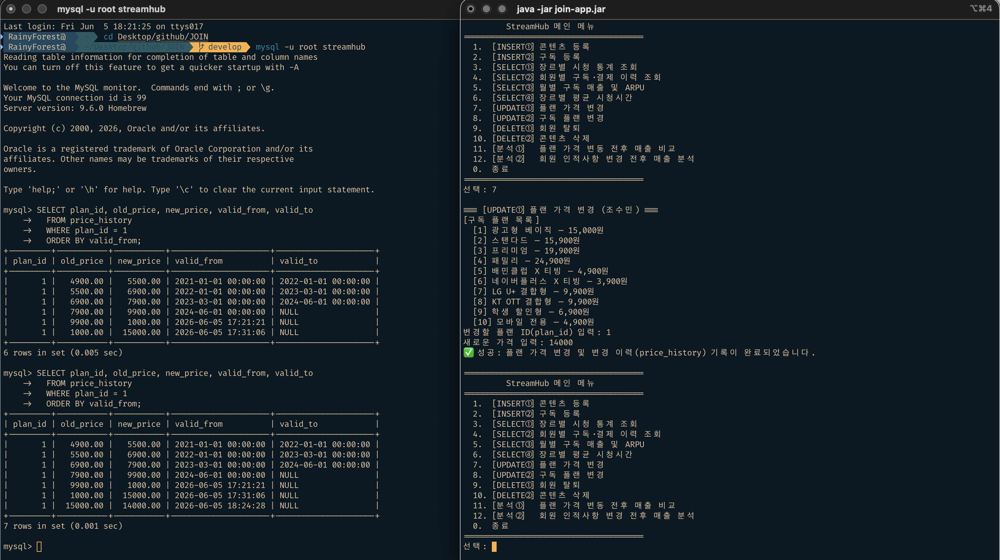 mysql -u root streamhub
Last login: Fri Jun  5 18:21:25 on ttys017
RainyForest@ ~ cd Desktop/github/JOIN
RainyForest@ ~/Desktop/github/JOIN develop mysql -u root streamhub
Reading table information for completion of table and column names
You can turn off this feature to get a quicker startup with -A
Welcome to the MySQL monitor.  Commands end with ; or \g.
Your MySQL connection id is 99
Server version: 9.6.0 Homebrew
Copyright (c) 2000, 2026, Oracle and/or its affiliates.
Oracle is a registered trademark of Oracle Corporation and/or its
affiliates. Other names may be trademarks of their respective
owners.
Type 'help;' or '\h' for help. Type '\c' to clear the current input statement.
mysql> SELECT plan_id, old_price, new_price, valid_from, valid_to
    ->   FROM price_history
    ->   WHERE plan_id = 1
    ->   ORDER BY valid_from;
+---------+-----------+-----------+---------------------+---------------------+
| plan_id | old_price | new_price | valid_from          | valid_to            |
+---------+-----------+-----------+---------------------+---------------------+
|       1 |   4900.00 |   5500.00 | 2021-01-01 00:00:00 | 2022-01-01 00:00:00 |
|       1 |   5500.00 |   6900.00 | 2022-01-01 00:00:00 | 2023-03-01 00:00:00 |
|       1 |   6900.00 |   7900.00 | 2023-03-01 00:00:00 | 2024-06-01 00:00:00 |
|       1 |   7900.00 |   9900.00 | 2024-06-01 00:00:00 | NULL                |
|       1 |   9900.00 |   1000.00 | 2026-06-05 17:21:21 | NULL                |
|       1 |   1000.00 |  15000.00 | 2026-06-05 17:31:06 | NULL                |
+---------+-----------+-----------+---------------------+---------------------+
6 rows in set (0.005 sec)
mysql> SELECT plan_id, old_price, new_price, valid_from, valid_to
    ->   FROM price_history
    ->   WHERE plan_id = 1
    ->   ORDER BY valid_from;
+---------+-----------+-----------+---------------------+---------------------+
| plan_id | old_price | new_price | valid_from          | valid_to            |
+---------+-----------+-----------+---------------------+---------------------+
|       1 |   4900.00 |   5500.00 | 2021-01-01 00:00:00 | 2022-01-01 00:00:00 |
|       1 |   5500.00 |   6900.00 | 2022-01-01 00:00:00 | 2023-03-01 00:00:00 |
|       1 |   6900.00 |   7900.00 | 2023-03-01 00:00:00 | 2024-06-01 00:00:00 |
|       1 |   7900.00 |   9900.00 | 2024-06-01 00:00:00 | NULL                |
|       1 |   9900.00 |   1000.00 | 2026-06-05 17:21:21 | NULL                |
|       1 |   1000.00 |  15000.00 | 2026-06-05 17:31:06 | NULL                |
|       1 |  15000.00 |  14000.00 | 2026-06-05 18:24:28 | NULL                |
+---------+-----------+-----------+---------------------+---------------------+
7 rows in set (0.001 sec)
mysql>
java -jar join-app.jar
⌥⌘4
StreamHub 메인 메뉴
======================================
1.  [INSERT①] 콘텐츠 등록
2.  [INSERT②] 구독 등록
3.  [SELECT①] 장르별 시청 통계 조회
4.  [SELECT②] 회원별 구독·결제 이력 조회
5.  [SELECT③] 월별 구독 매출 및 ARPU
6.  [SELECT④] 장르별 평균 시청시간
7.  [UPDATE①] 플랜 가격 변경
8.  [UPDATE②] 구독 플랜 변경
9.  [DELETE①] 회원 탈퇴
10. [DELETE②] 콘텐츠 삭제
11. [분석①]   플랜 가격 변동 전후 매출 비교
12. [분석②]   회원 인적사항 변경 전후 매출 분석
0.  종료
======================================
선택: 7
=== [UPDATE①] 플랜 가격 변경 (조수민) ===
[구독 플랜 목록]
[1] 광고형 베이직 — 15,000원
[2] 스탠다드 — 15,900원
[3] 프리미엄 — 19,900원
[4] 패밀리 — 24,900원
[5] 배민클럽 X 티빙 — 4,900원
[6] 네이버플러스 X 티빙 — 3,900원
[7] LG U+ 결합형 — 9,900원
[8] KT OTT 결합형 — 9,900원
[9] 학생 할인형 — 6,900원
[10] 모바일 전용 — 4,900원
변경할 플랜 ID(plan_id) 입력: 1
새로운 가격 입력: 14000
✅ 성공: 플랜 가격 변경 및 변경 이력(price_history) 기록이 완료되었습니다.
======================================
StreamHub 메인 메뉴
======================================
1.  [INSERT①] 콘텐츠 등록
2.  [INSERT②] 구독 등록
3.  [SELECT①] 장르별 시청 통계 조회
4.  [SELECT②] 회원별 구독·결제 이력 조회
5.  [SELECT③] 월별 구독 매출 및 ARPU
6.  [SELECT④] 장르별 평균 시청시간
7.  [UPDATE①] 플랜 가격 변경
8.  [UPDATE②] 구독 플랜 변경
9.  [DELETE①] 회원 탈퇴
10. [DELETE②] 콘텐츠 삭제
11. [분석①]   플랜 가격 변동 전후 매출 비교
12. [분석②]   회원 인적사항 변경 전후 매출 분석
0.  종료
======================================
선택: